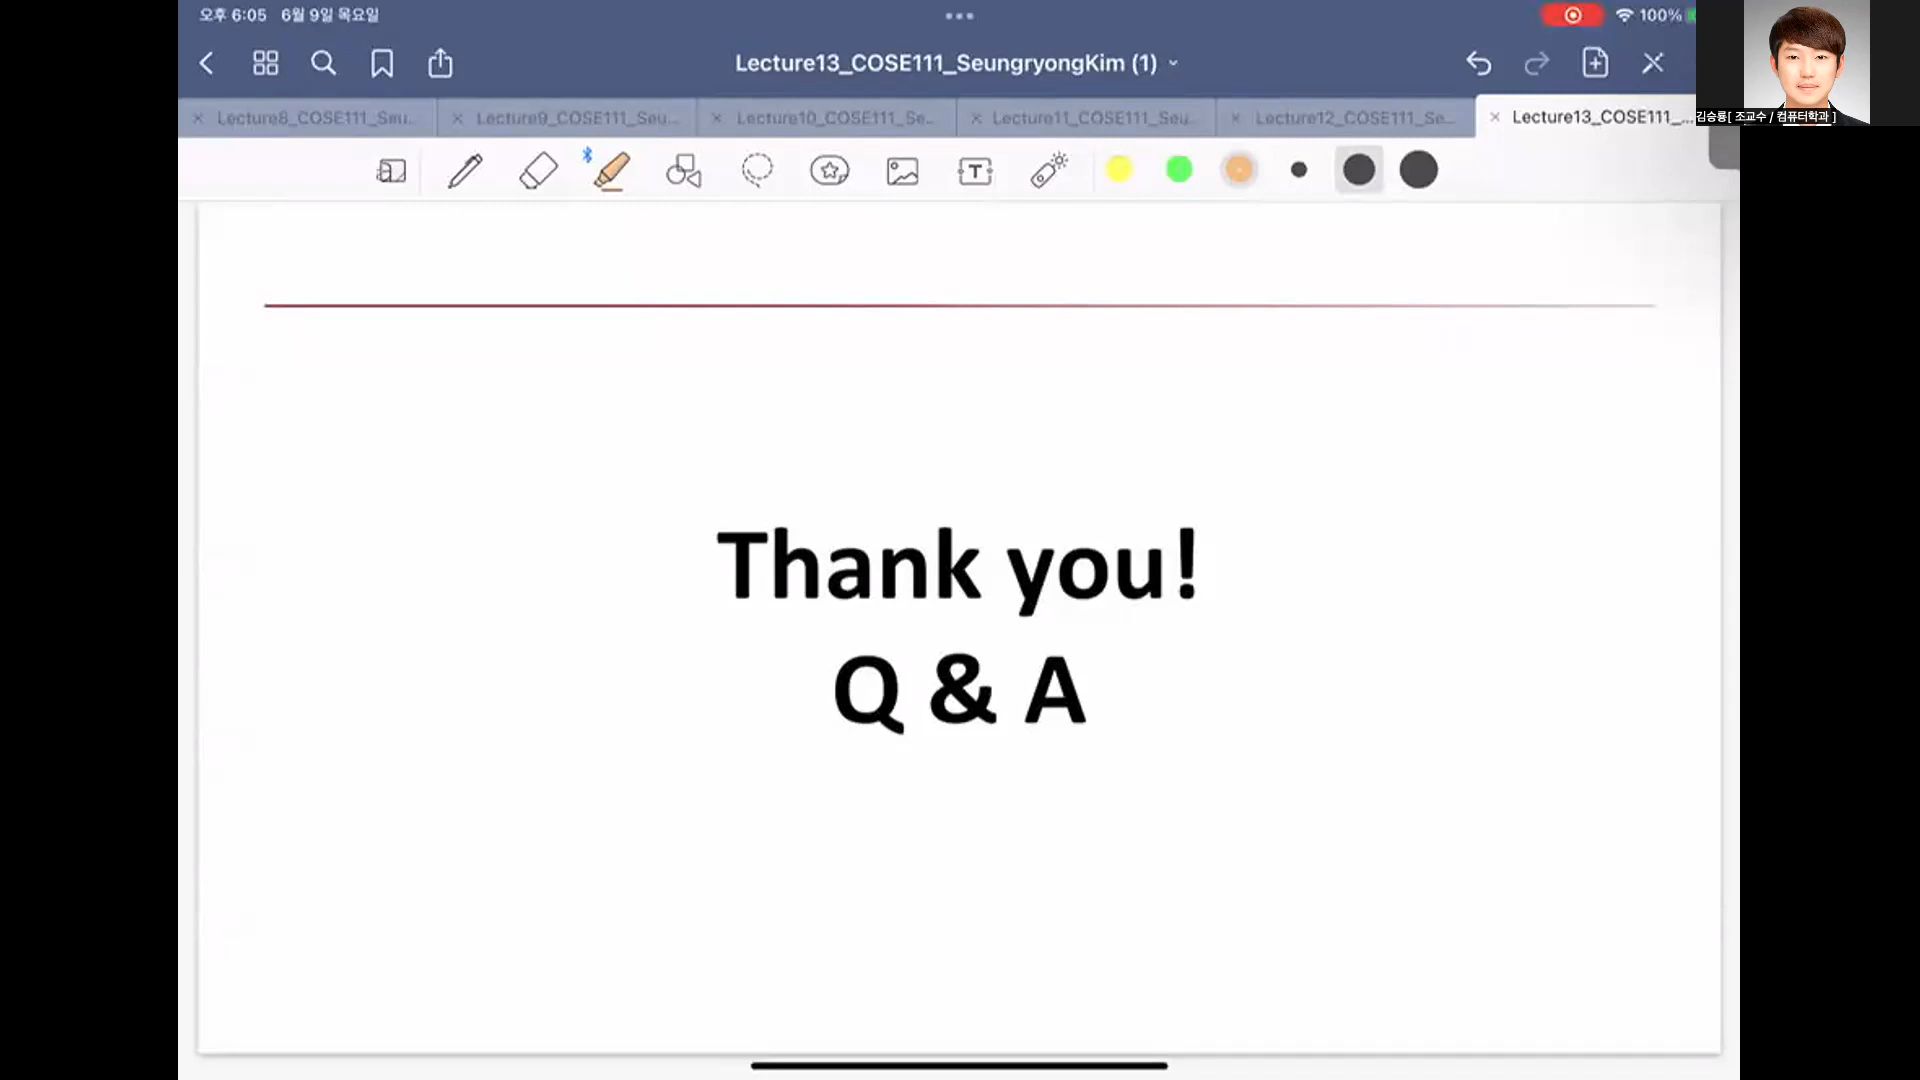 오후 6:05 6월 9일 목요일
100%
Lecture13_COSE111_SeungryongKim (1)
Lecture8_COSE111_Seu...
Lecture9_COSE111_Seu...
Lecture10_COSE111_Se...
Lecture11_COSE111_Seu...
Lecture12_COSE111_Se...
Lecture13_COSE111_...
김승룡[ 조교수 / 컴퓨터학과 ]
T
Thank you!
Q & A